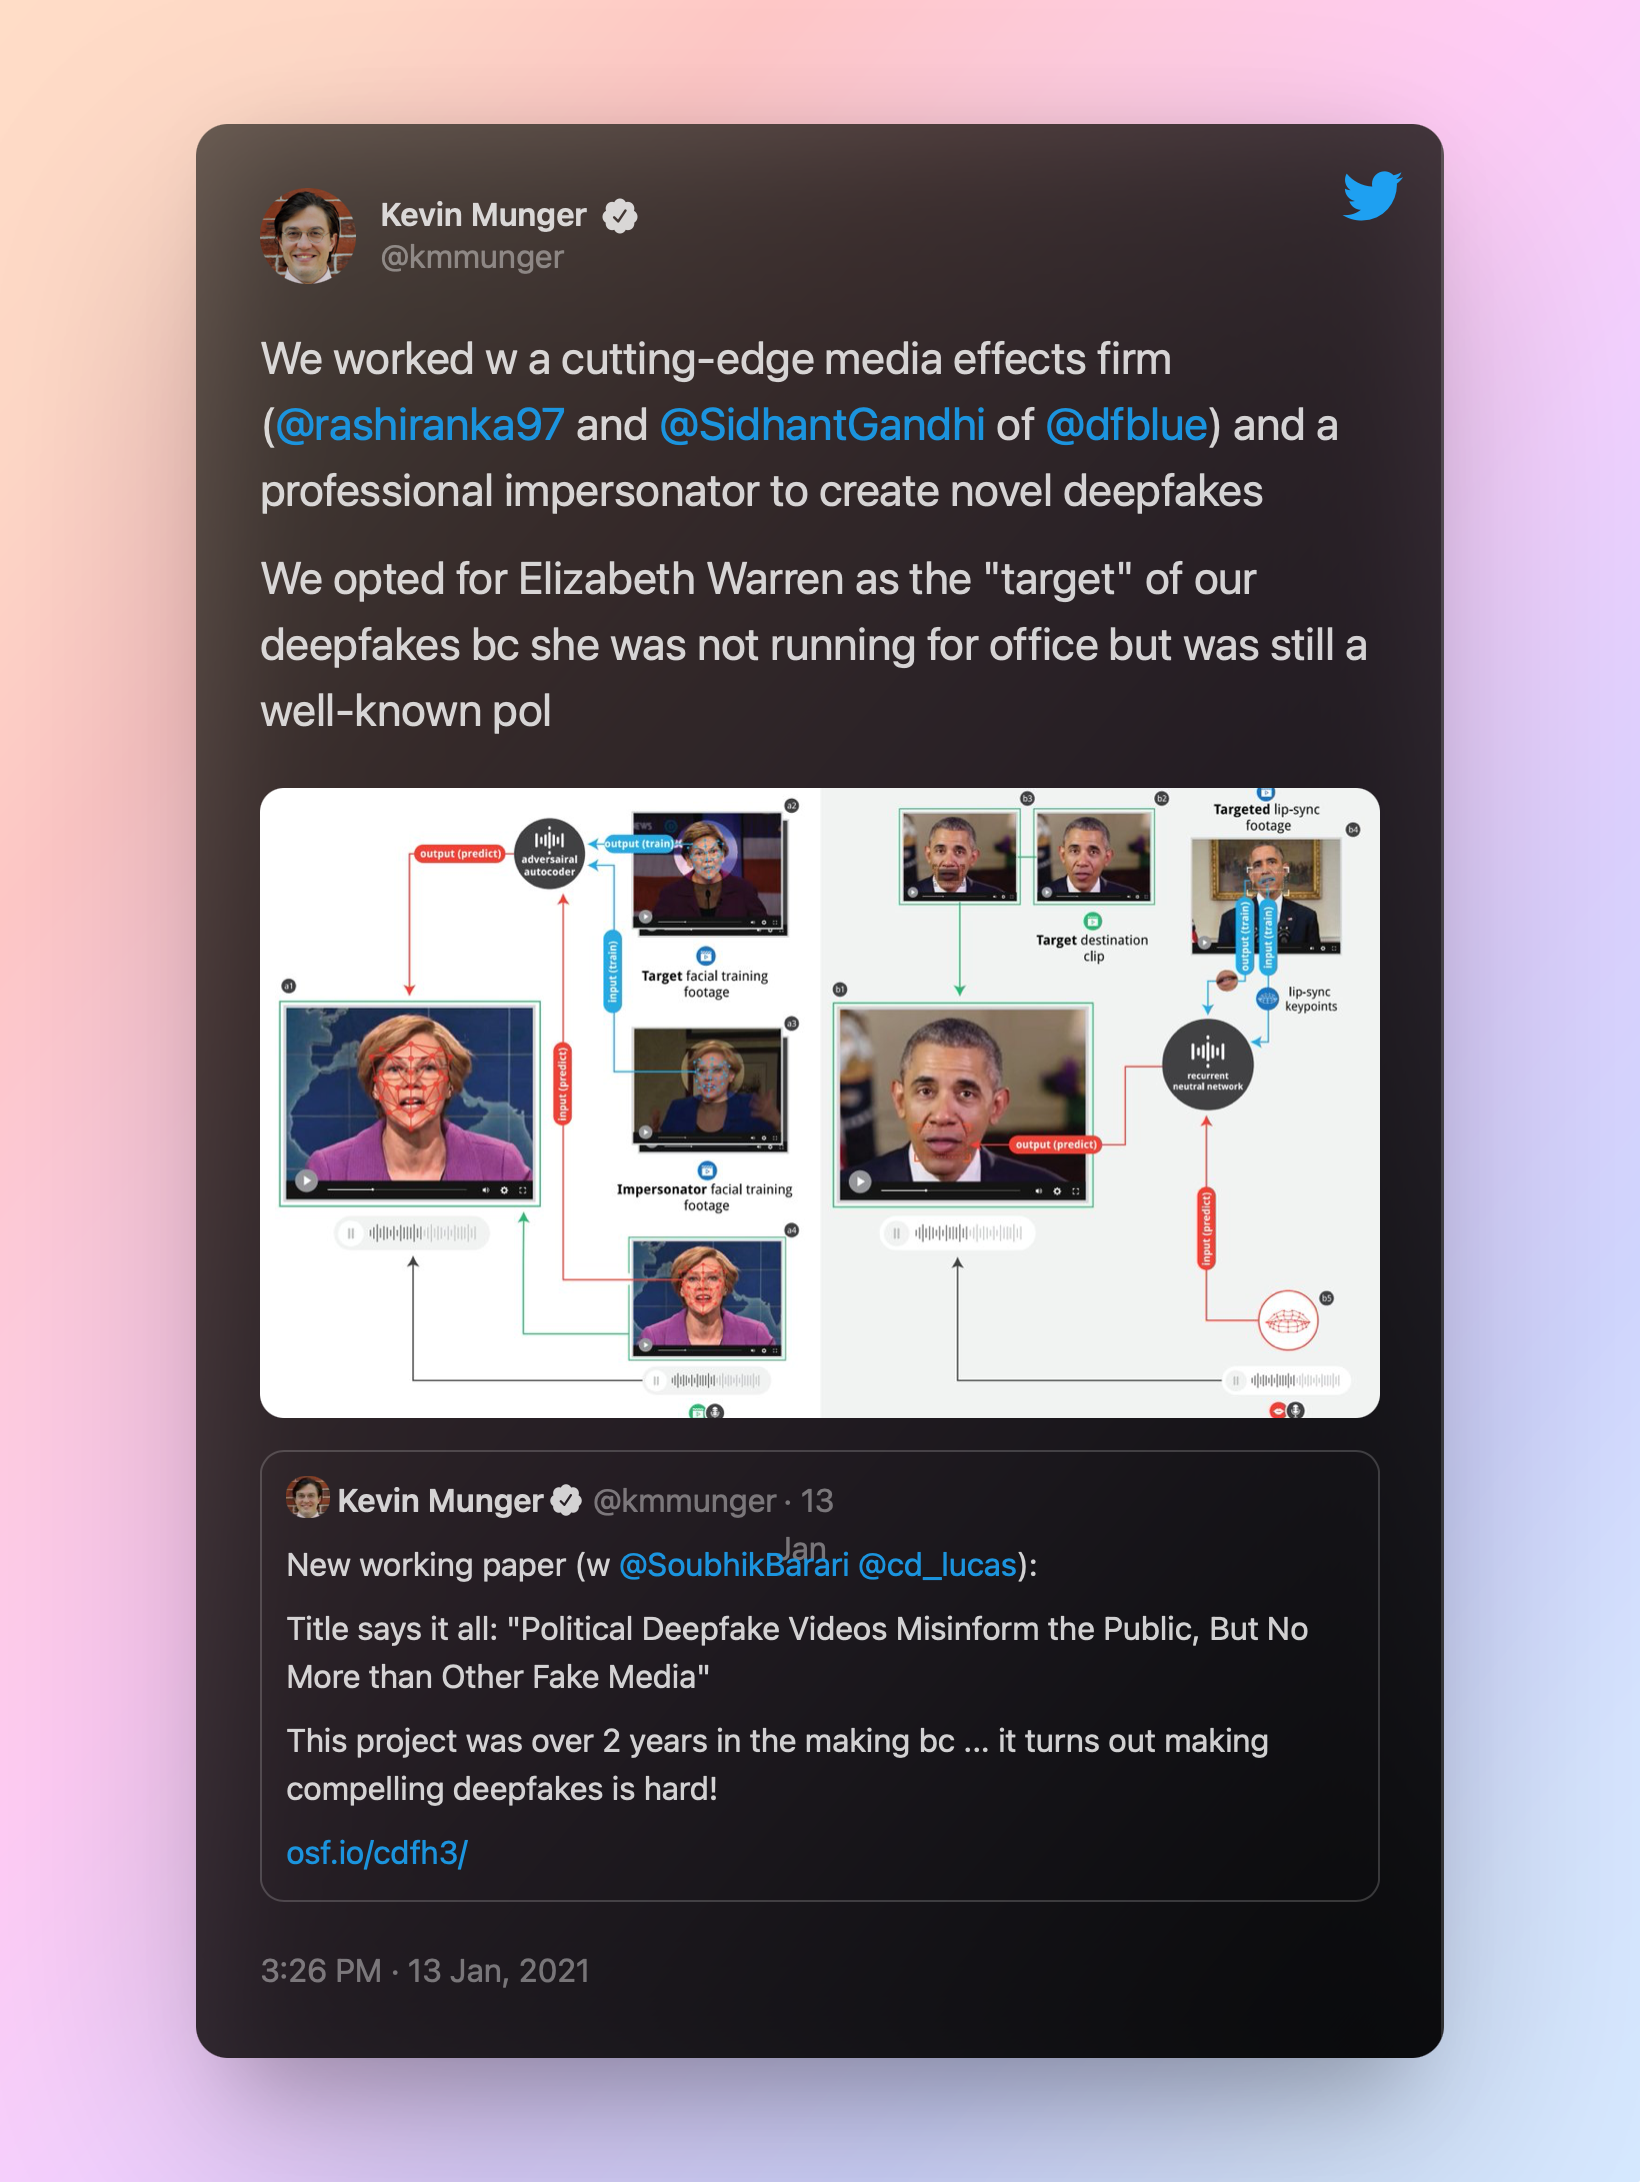 Kevin Munger
@kmmunger
We worked w a cutting-edge media effects firm
(@rashiranka97 and @SidhantGandhi of @dfblue) and a
professional impersonator to create novel deepfakes
We opted for Elizabeth Warren as the "target" of our
deepfakes bc she was not running for office but was still a
well-known pol
a2
output (predict)
adversairal
autocoder
output (train)
EWS
input (train)
Target facial training
footage
a1
a3
input (predict)
Impersonator facial training
footage
a4
b3
b2
Targeted lip-sync
footage
b4
Target destination
clip
output (train)
input (train)
b1
lip-sync
keypoints
recurrent
neutral network
output (predict)
input (predict)
b5
Kevin Munger @kmmunger · 13
Jan
New working paper (w @SoubhikBarari @cd_lucas):
Title says it all: "Political Deepfake Videos Misinform the Public, But No
More than Other Fake Media"
This project was over 2 years in the making bc ... it turns out making
compelling deepfakes is hard!
osf.io/cdfh3/
3:26 PM · 13 Jan, 2021